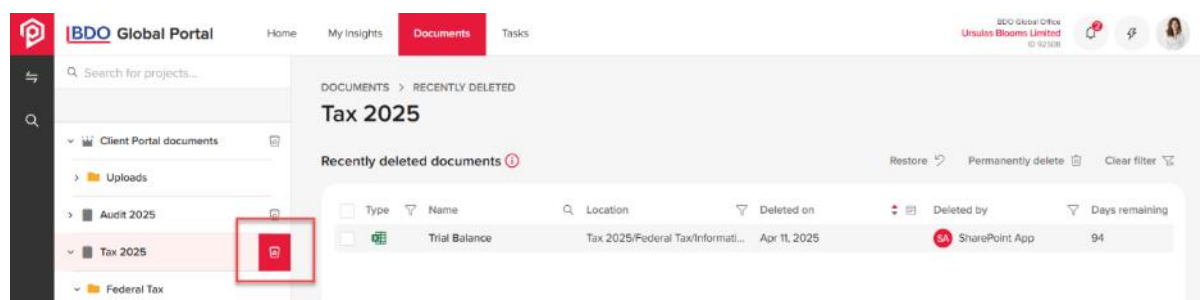 BDO Global Portal
Home
My Insights
Documents
Tasks
BDO Global Office
Ursulas Blooms Limited
ID 92508
2
Search for projects...
Client Portal documents
Uploads
Audit 2025
Tax 2025
Federal Tax
DOCUMENTS > RECENTLY DELETED
Tax 2025
Recently deleted documents
Restore
Permanently delete
Clear filter
Type Name Location Deleted on Deleted by Days remaining
Trial Balance Tax 2025/Federal Tax/Informati... Apr 11, 2025 SA SharePoint App 94